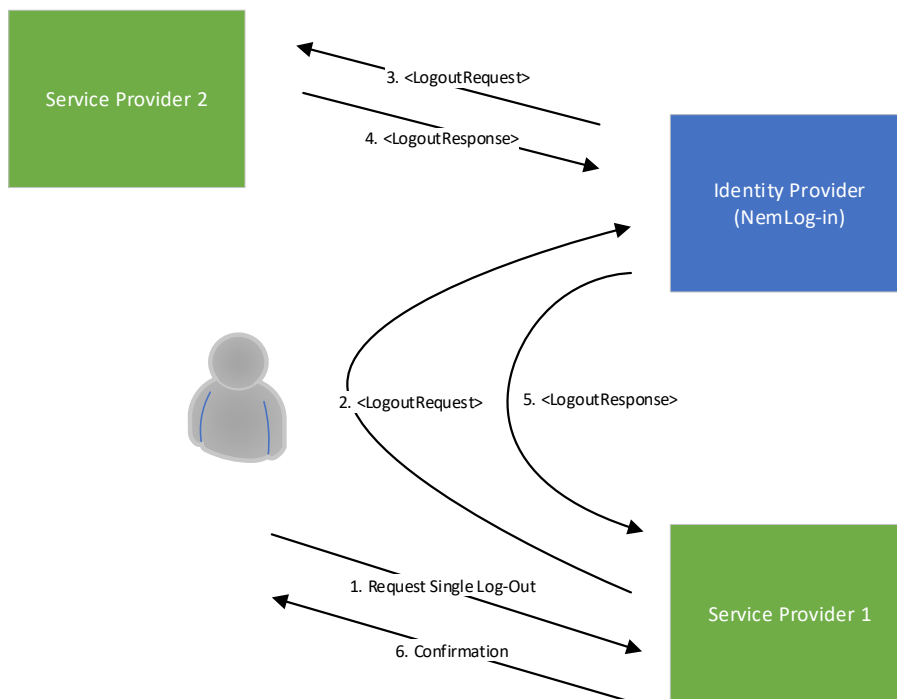 Service Provider 2
3. <LogoutRequest>
4. <LogoutResponse>
Identity Provider
(NemLog-in)
2. <LogoutRequest>
5. <LogoutResponse>
1. Request Single Log-Out
Service Provider 1
6. Confirmation